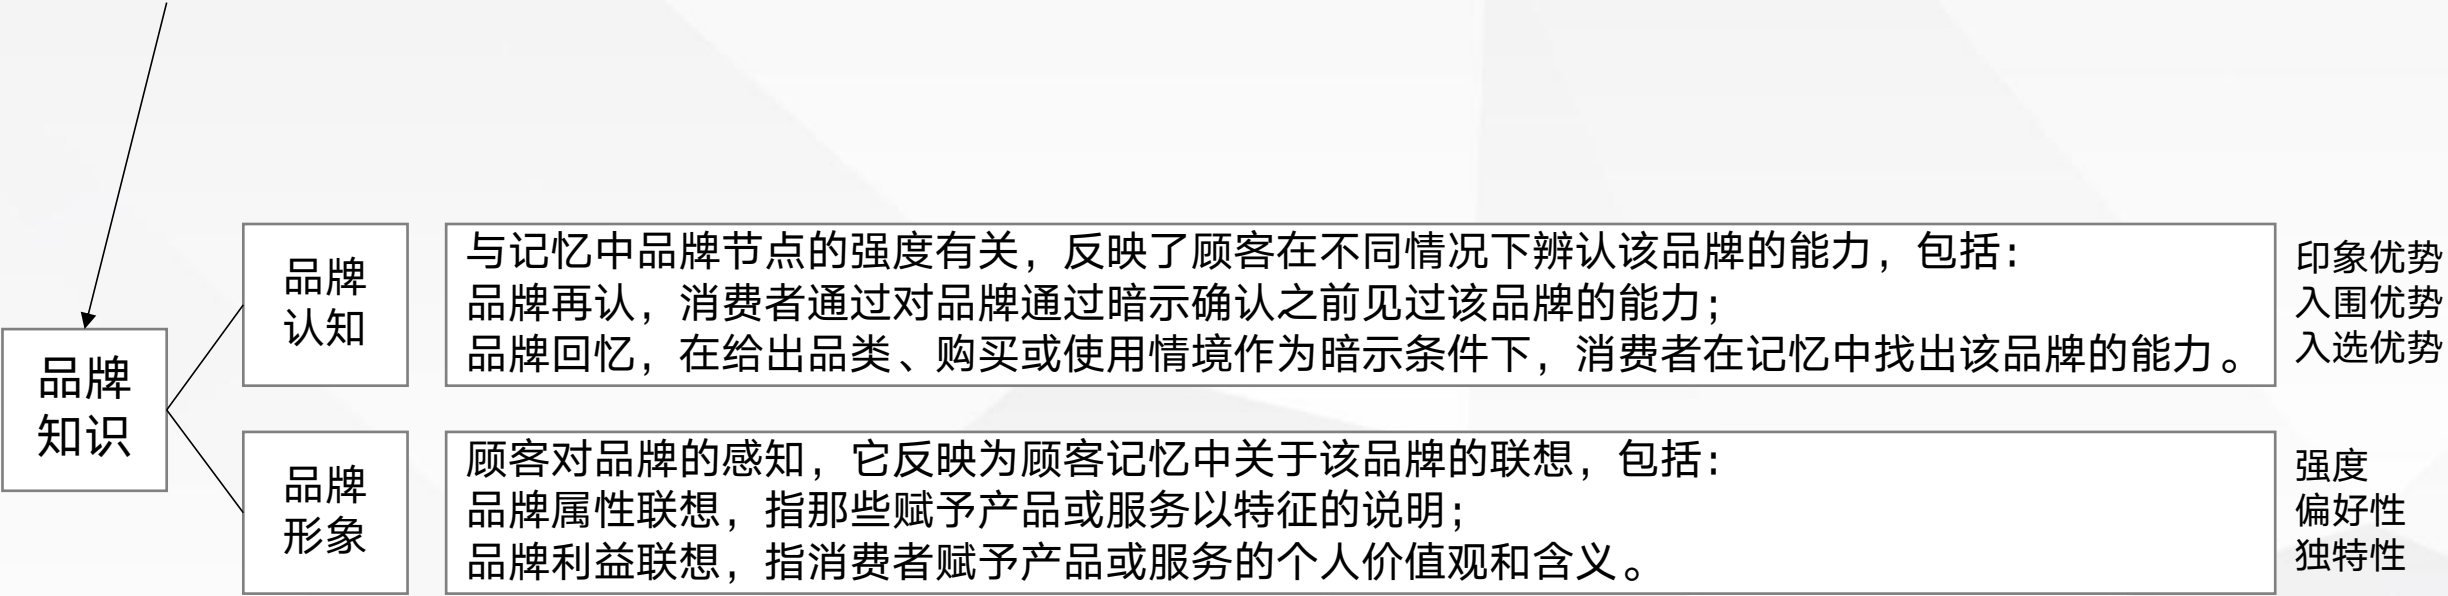 品牌
知识
品牌
认知
与记忆中品牌节点的强度有关，反映了顾客在不同情况下辨认该品牌的能力，包括：
品牌再认，消费者通过对品牌通过暗示确认之前见过该品牌的能力；
品牌回忆，在给出品类、购买或使用情境作为暗示条件下，消费者在记忆中找出该品牌的能力。
印象优势
入围优势
入选优势
品牌
形象
顾客对品牌的感知，它反映为顾客记忆中关于该品牌的联想，包括：
品牌属性联想，指那些赋予产品或服务以特征的说明；
品牌利益联想，指消费者赋予产品或服务的个人价值观和含义。
强度
偏好性
独特性